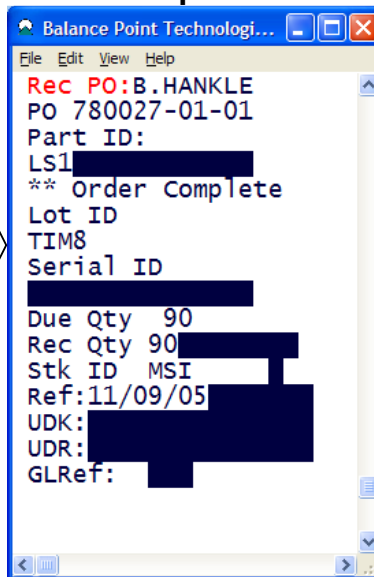 Balance Point Technologi...
File Edit View Help
Rec PO:B.HANKLE
PO 780027-01-01
Part ID:
LS1
** Order Complete
Lot ID
TIM8
Serial ID
Due Qty 90
Rec Qty 90
Stk ID MSI
Ref:11/09/05
UDK:
UDR:
GLRef: